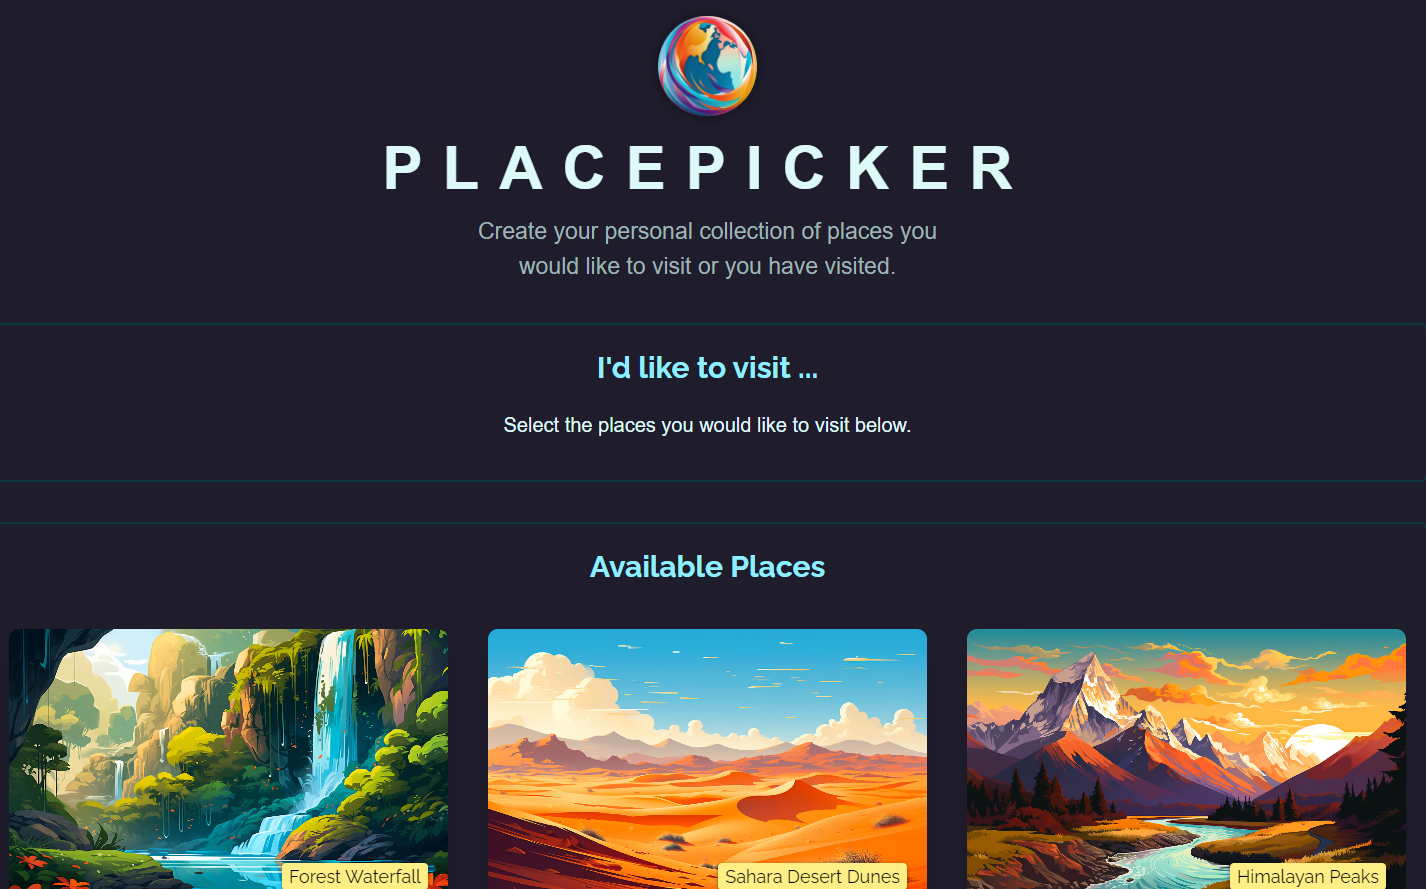 PLACEPICKER
Create your personal collection of places you
would like to visit or you have visited.
I'd like to visit ...
Select the places you would like to visit below.
Available Places
Forest Waterfall
Sahara Desert Dunes
Himalayan Peaks